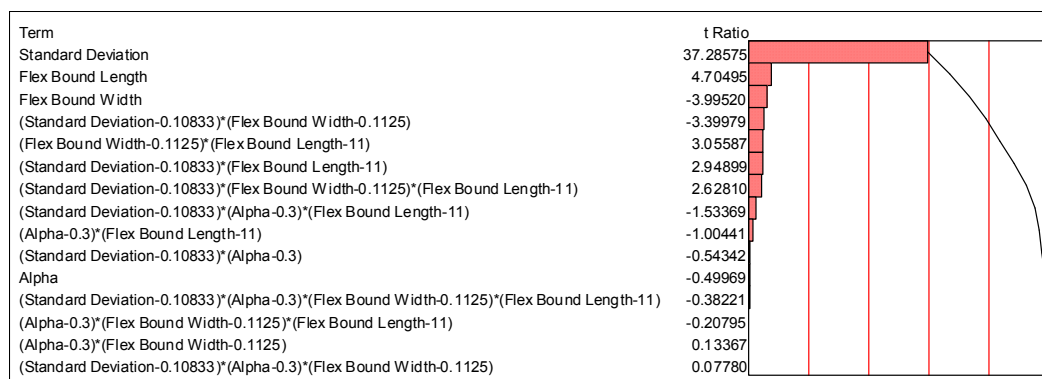 Term t Ratio
Standard Deviation 37.28575
Flex Bound Length 4.70495
Flex Bound Width -3.99520
(Standard Deviation-0.10833)*(Flex Bound Width-0.1125) -3.39979
(Flex Bound Width-0.1125)*(Flex Bound Length-11) 3.05587
(Standard Deviation-0.10833)*(Flex Bound Length-11) 2.94899
(Standard Deviation-0.10833)*(Flex Bound Width-0.1125)*(Flex Bound Length-11) 2.62810
(Standard Deviation-0.10833)*(Alpha-0.3)*(Flex Bound Length-11) -1.53369
(Alpha-0.3)*(Flex Bound Length-11) -1.00441
(Standard Deviation-0.10833)*(Alpha-0.3) -0.54342
Alpha -0.49969
(Standard Deviation-0.10833)*(Alpha-0.3)*(Flex Bound Width-0.1125)*(Flex Bound Length-11) -0.38221
(Alpha-0.3)*(Flex Bound Width-0.1125)*(Flex Bound Length-11) -0.20795
(Alpha-0.3)*(Flex Bound Width-0.1125) 0.13367
(Standard Deviation-0.10833)*(Alpha-0.3)*(Flex Bound Width-0.1125) 0.07780